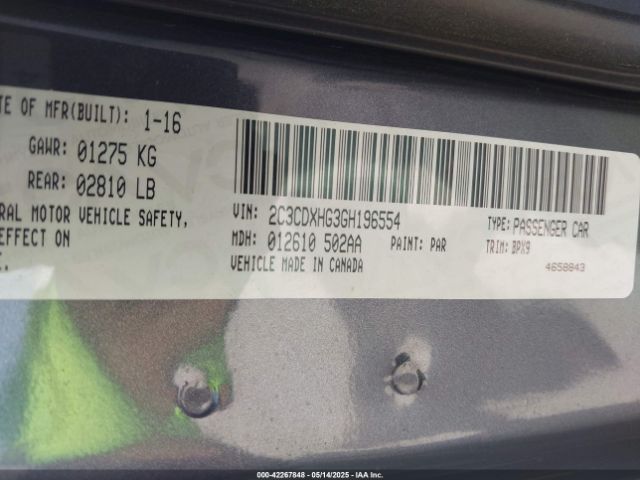 TE OF MFR(BUILT): 1-16
GAWR: 01275 KG
REAR: 02810 LB
RAL MOTOR VEHICLE SAFETY,
EFFECT ON
VIN: 2C3CDXHG3GH196554
MDH: 012610 502AA PAINT: PAR
VEHICLE MADE IN CANADA
TYPE: PASSENGER CAR
TRIM: BPX9
4658843
000-42267848 - 05/14/2025 - IAA Inc.